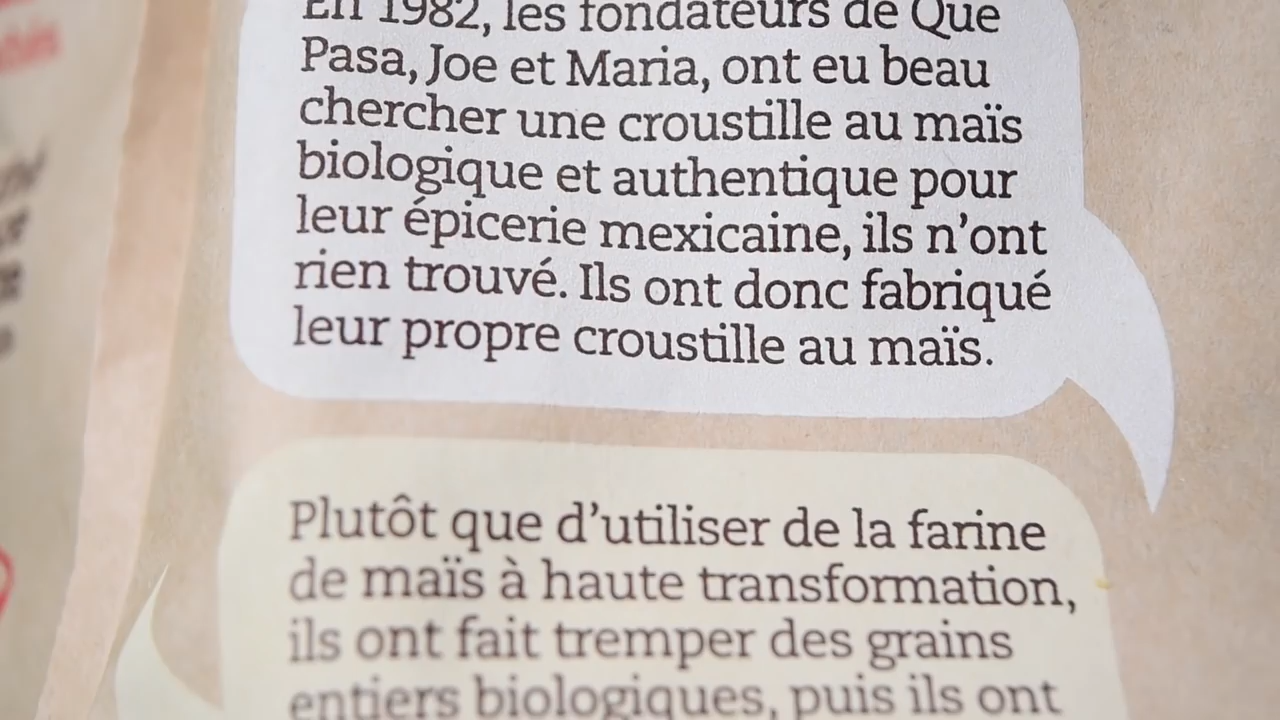 En 1982, les fondateurs de Que
Pasa, Joe et Maria, ont eu beau
chercher une croustille au maïs
biologique et authentique pour
leur épicerie mexicaine, ils n’ont
rien trouvé. Ils ont donc fabriqué
leur propre croustille au maïs.
Plutôt que d’utiliser de la farine
de maïs à haute transformation,
ils ont fait tremper des grains
entiers biologiques, puis ils ont